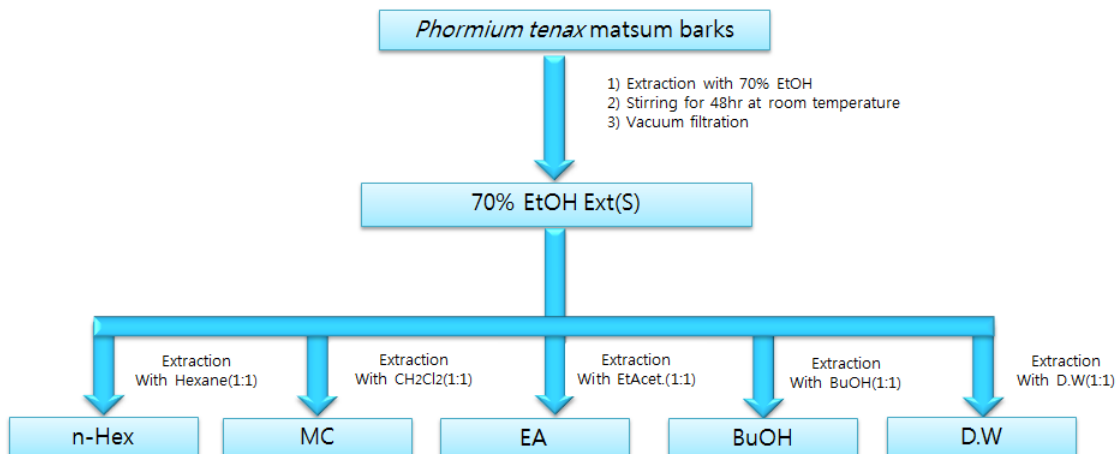 Phormium tenax matsum barks
1) Extraction with 70% EtOH
2) Stirring for 48hr at room temperature
3) Vacuum filtration
70% EtOH Ext(S)
Extraction
With Hexane(1:1)
Extraction
With CH2Cl2(1:1)
Extraction
With EtAcet.(1:1)
Extraction
With BuOH(1:1)
Extraction
With D.W(1:1)
n-Hex
MC
EA
BuOH
D.W